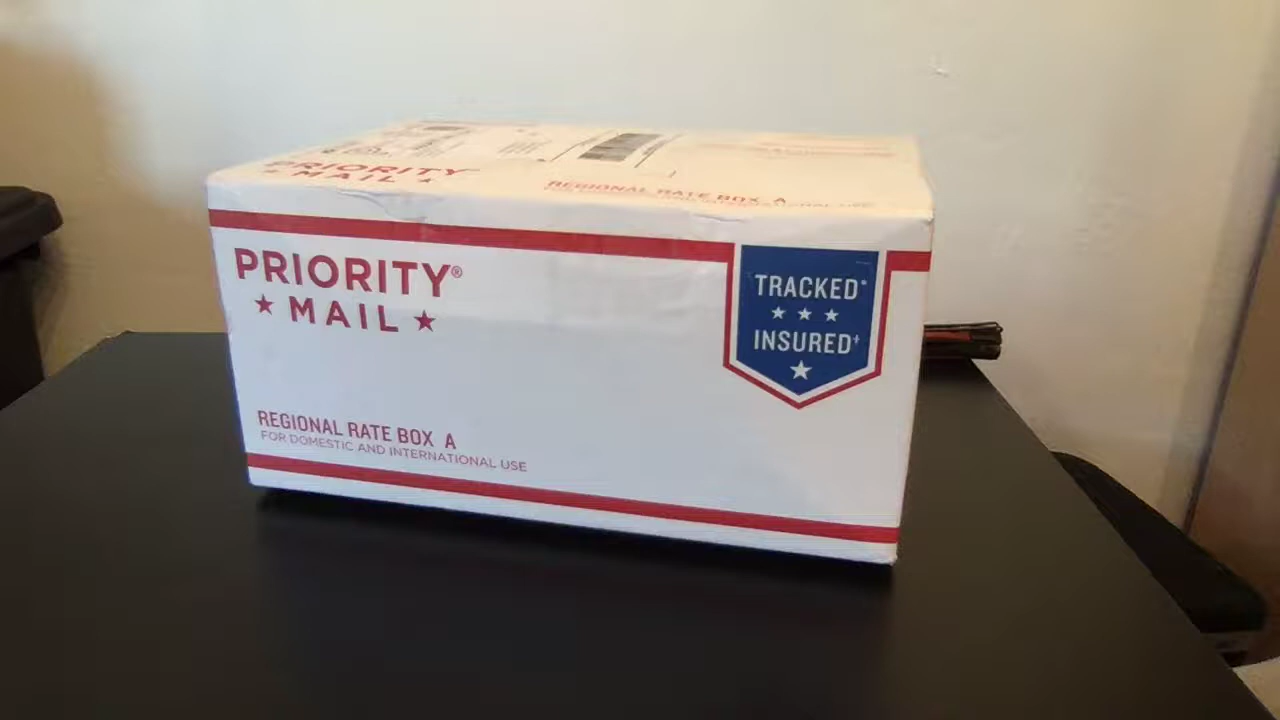 PRIORITY
★ MAIL ★
REGIONAL RATE BOX A
PRIORITY®
★ MAIL ★
TRACKED*
★ ★ ★
INSURED†
★
REGIONAL RATE BOX A
FOR DOMESTIC AND INTERNATIONAL USE